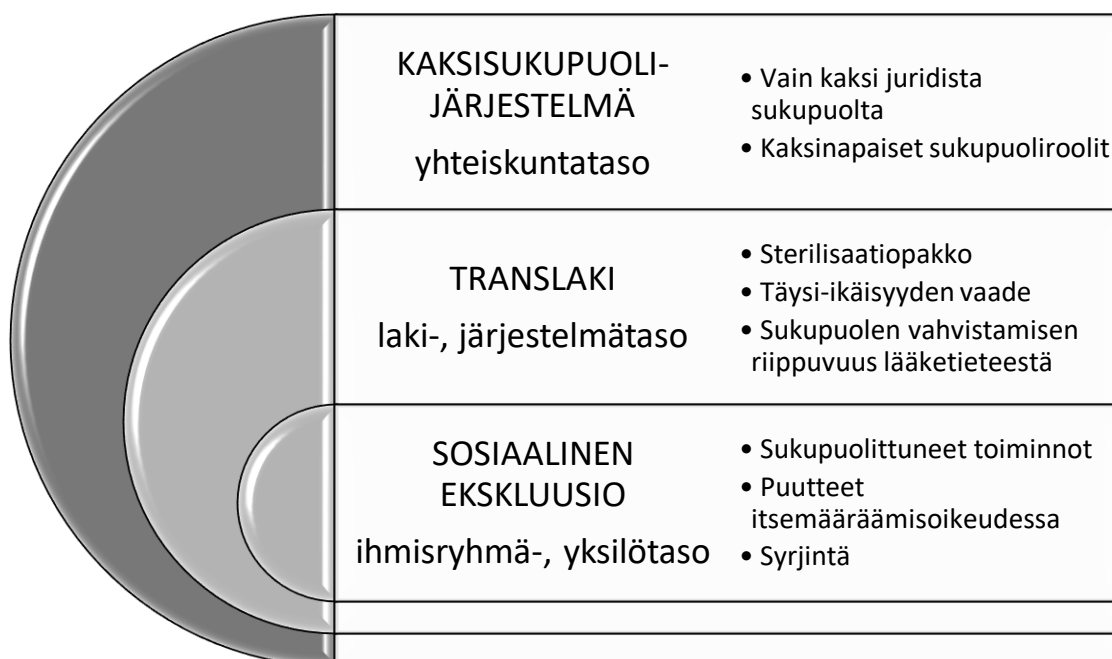 KAKSISUKUPUOLI-
JÄRJESTELMÄ
yhteiskuntataso
• Vain kaksi juridista
sukupuolta
• Kaksinapaiset sukupuoliroolit
TRANSLAKI
laki-, järjestelmätaso
• Sterilisaatiopakko
• Täysi-ikäisyyden vaade
• Sukupuolen vahvistamisen
riippuvuus lääketieteestä
SOSIAALINEN
EKSKLUUSIO
ihmisryhmä-, yksilötaso
• Sukupuolittuneet toiminnot
• Puutteet
itsemääräämisoikeudessa
• Syrjintä